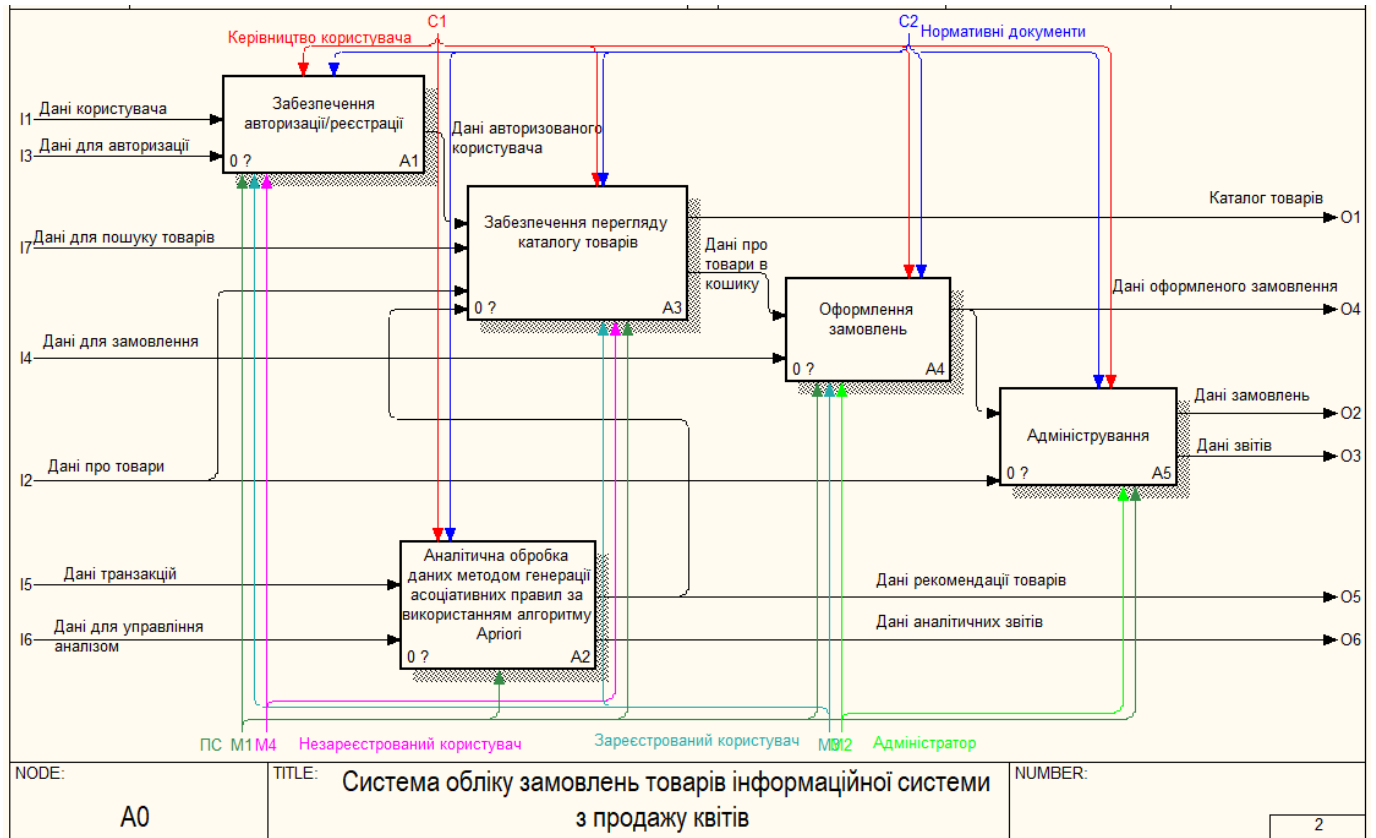 C1
C2
Керівництво користувача
Нормативні документи
Забезпечення
авторизації/реєстрації
0 ?
A1
I1
Дані користувача
I3
Дані для авторизації
Дані авторизованого
користувача
Забезпечення перегляду
каталогу товарів
0 ?
A3
I7
Дані для пошуку товарів
Каталог товарів
O1
Дані про
товари в
кошику
Оформлення
замовлень
0 ?
A4
Дані оформленого замовлення
O4
I4
Дані для замовлення
Адміністрування
0 ?
A5
Дані замовлень
O2
Дані звітів
O3
I2
Дані про товари
Аналітична обробка
даних методом генерації
асоціативних правил за
використанням алгоритму
Apriori
0 ?
A2
I5
Дані транзакцій
I6
Дані для управління
аналізом
Дані рекомендації товарів
O5
Дані аналітичних звітів
O6
ПС M1 M4 Незареєстрований користувач
Зареєстрований користувач M3 M2 Адміністратор
NODE:
A0
TITLE:
Система обліку замовлень товарів інформаційної системи
з продажу квітів
NUMBER:
2